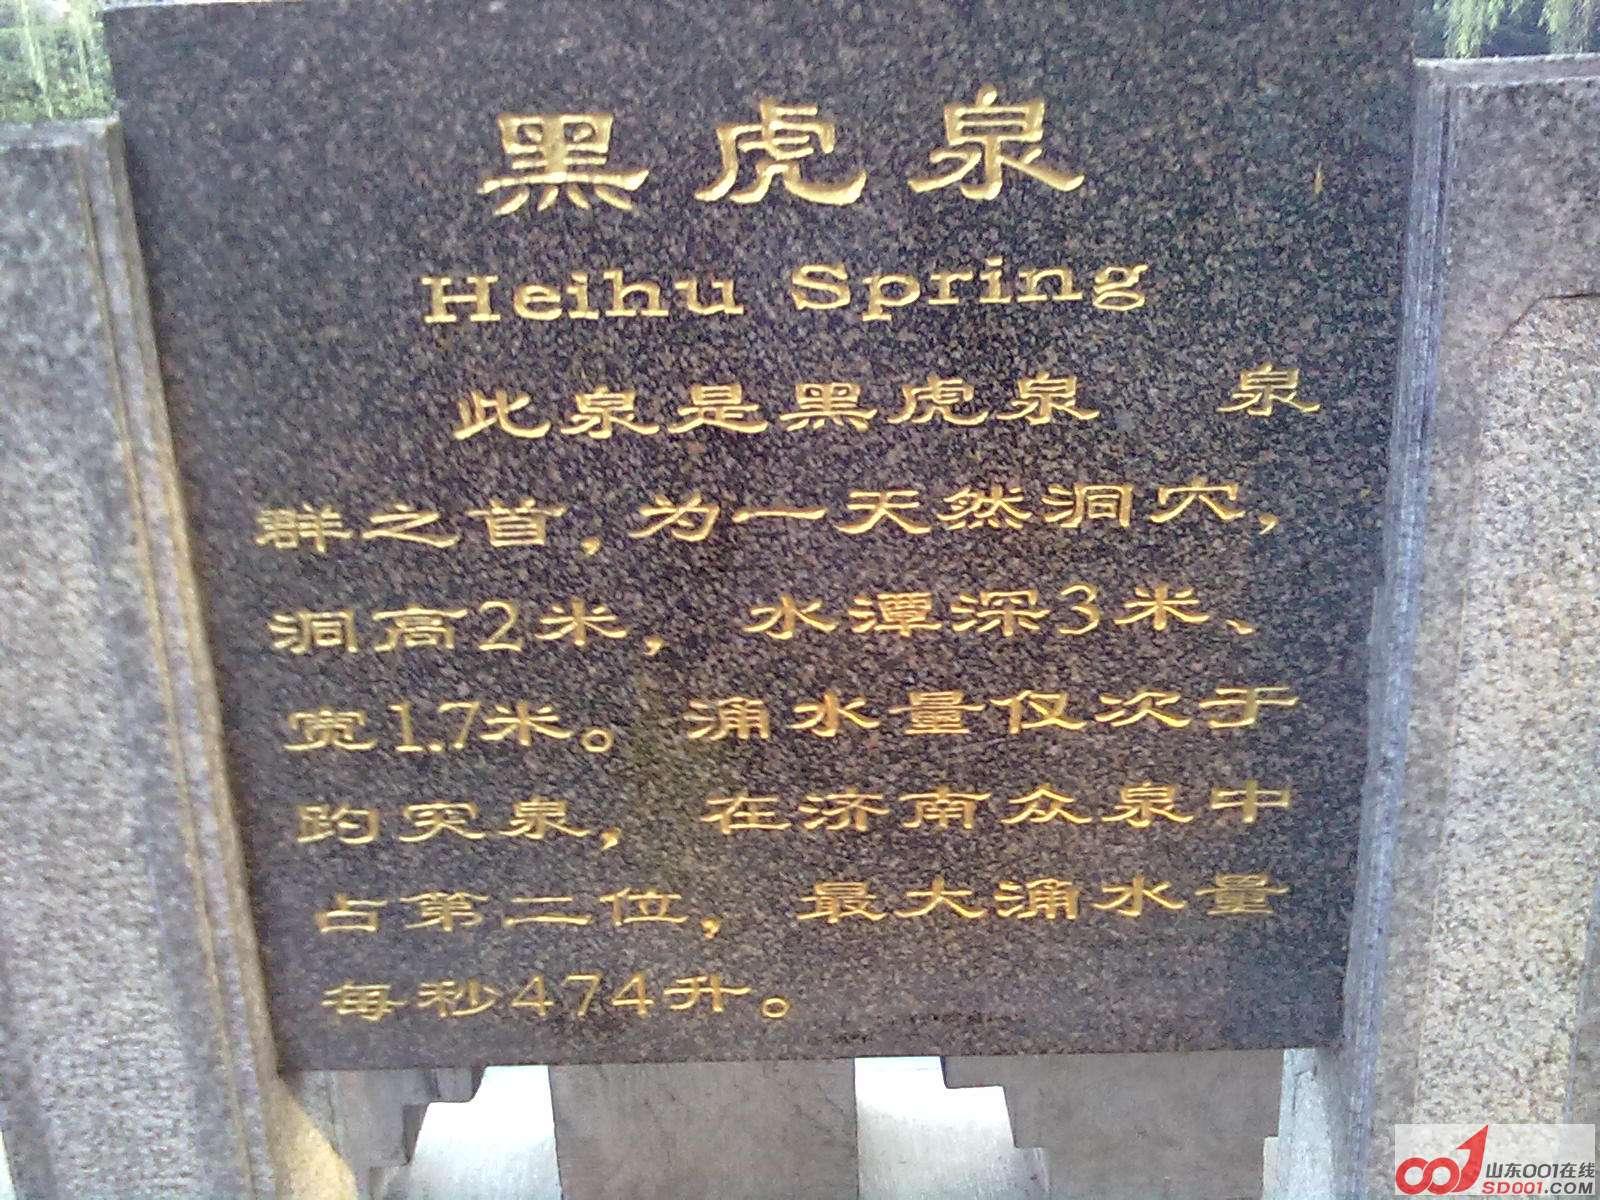 黑虎泉
Heihu Spring
此泉是黑虎泉 泉
群之首，为一天然洞穴，
洞高2米，水潭深3米、
宽1.7米。涌水量仅次于
趵突泉，在济南众泉中
占第二位，最大涌水量
每秒474升。
山东001在线
SD001.COM